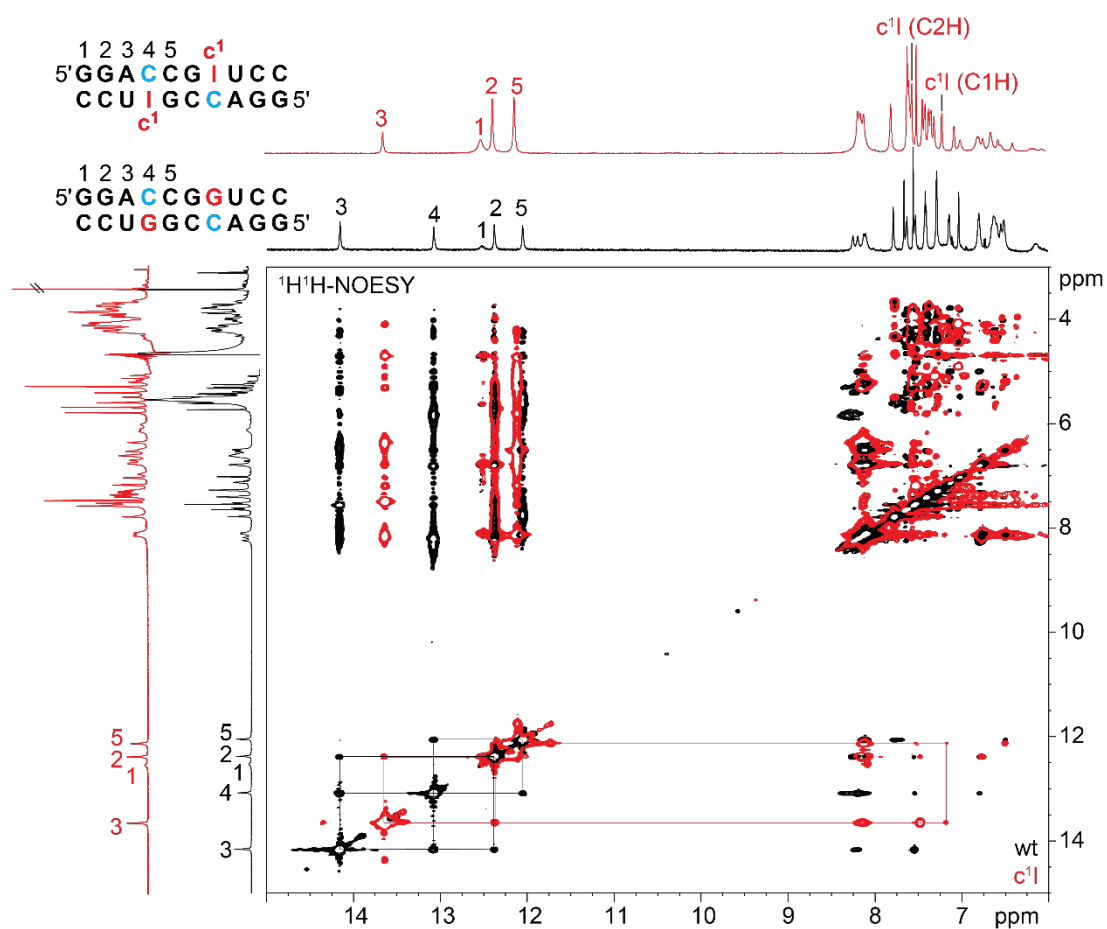 c¹I (C2H)
c¹I (C1H)
1 2 3 4 5 c¹
5'GGACCGIUCC
CCUIGCCAGG5'
c¹
3 1 2 5
1 2 3 4 5
5'GGACCGGUCC
CCUGGCCAGG5'
3 4 1 2 5
¹H¹H-NOESY
ppm
4
6
8
10
12
14
5
2
1
3
5
2
1
4
3
wt
c¹I
14 13 12 11 10 9 8 7 ppm